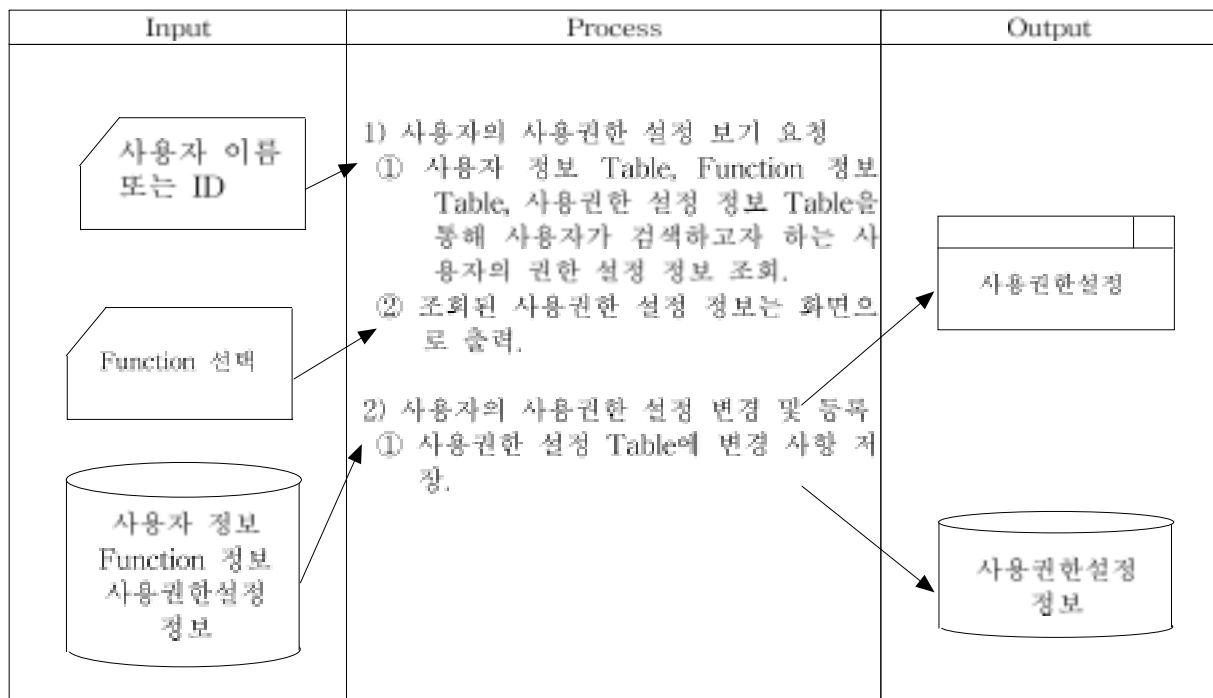 Input
Process
Output
사용자 이름
또는 ID
Function 선택
사용자 정보
Function 정보
사용권한설정
정보
1) 사용자의 사용권한 설정 보기 요청
① 사용자 정보 Table, Function 정보
Table, 사용권한 설정 정보 Table을
통해 사용자가 검색하고자 하는 사
용자의 권한 설정 정보 조회.
② 조회된 사용권한 설정 정보는 화면으
로 출력.
2) 사용자의 사용권한 설정 변경 및 등록
① 사용권한 설정 Table에 변경 사항 저
장.
사용권한설정
사용권한설정
정보